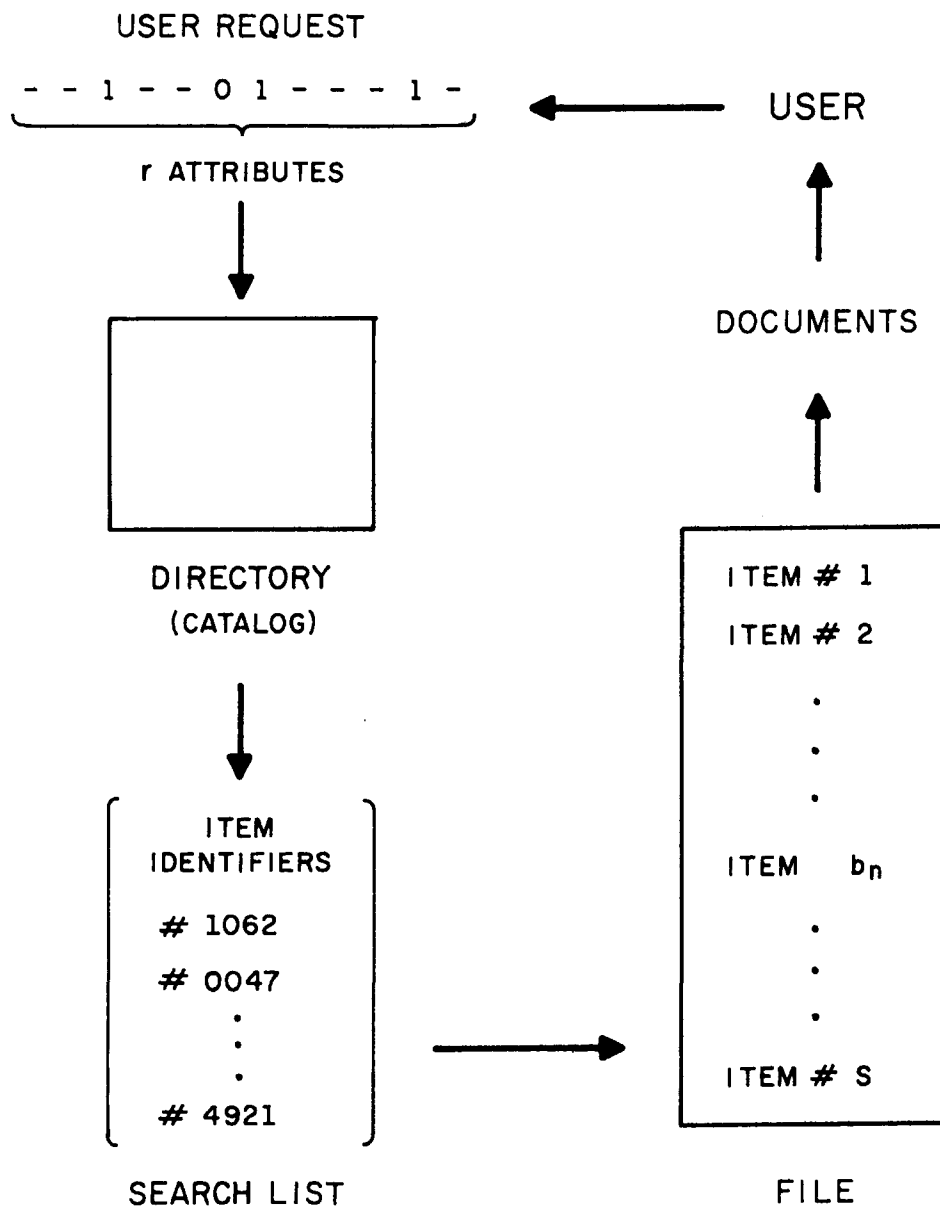 USER REQUEST
- - 1 - - 0 1 - - - 1 -
r ATTRIBUTES
USER
DOCUMENTS
DIRECTORY
(CATALOG)
ITEM
IDENTIFIERS
# 1062
# 0047
.
.
.
# 4921
SEARCH LIST
ITEM # 1
ITEM # 2
.
.
.
ITEM bn
.
.
.
ITEM # S
FILE